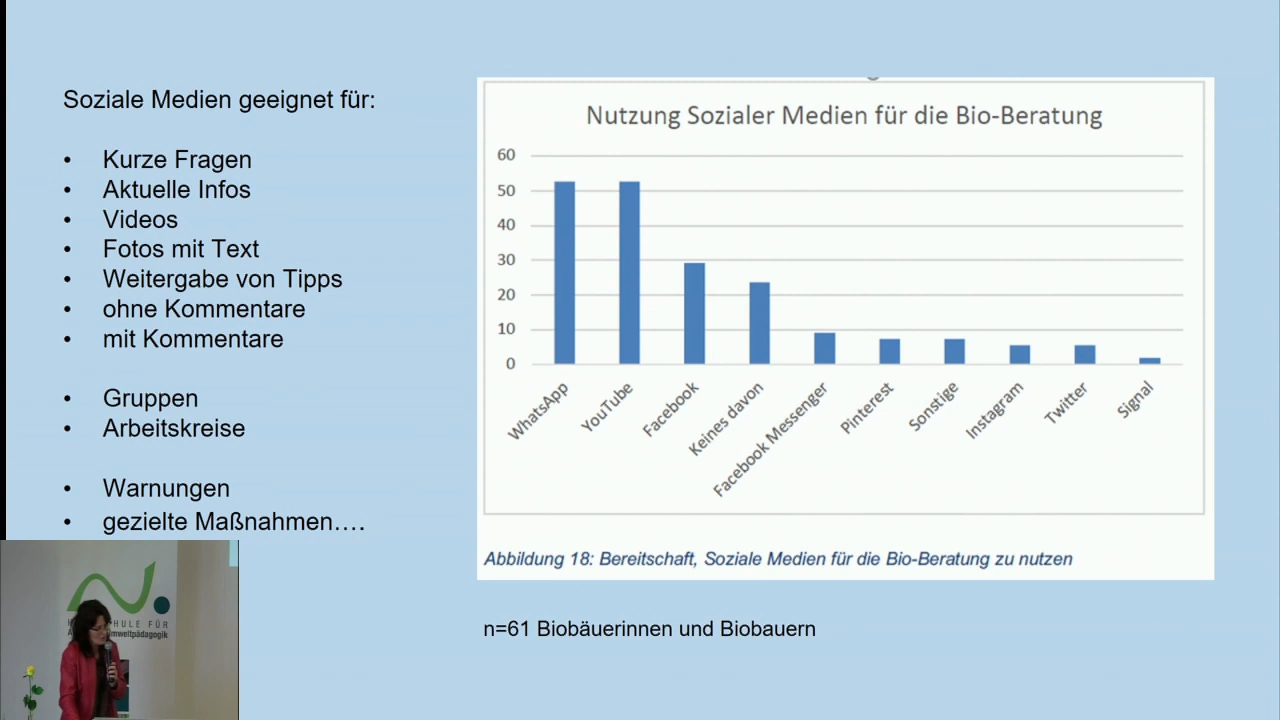 Soziale Medien geeignet für:
• Kurze Fragen
• Aktuelle Infos
• Videos
• Fotos mit Text
• Weitergabe von Tipps
• ohne Kommentare
• mit Kommentare
• Gruppen
• Arbeitskreise
• Warnungen
• gezielte Maßnahmen….
Nutzung Sozialer Medien für die Bio-Beratung
60
50
40
30
20
10
0
WhatsApp
YouTube
Facebook
Keines davon
Facebook Messenger
Pinterest
Sonstige
Instagram
Twitter
Signal
Abbildung 18: Bereitschaft, Soziale Medien für die Bio-Beratung zu nutzen
n=61 Biobäuerinnen und Biobauern
HULE FÜR
mweltpädagogik